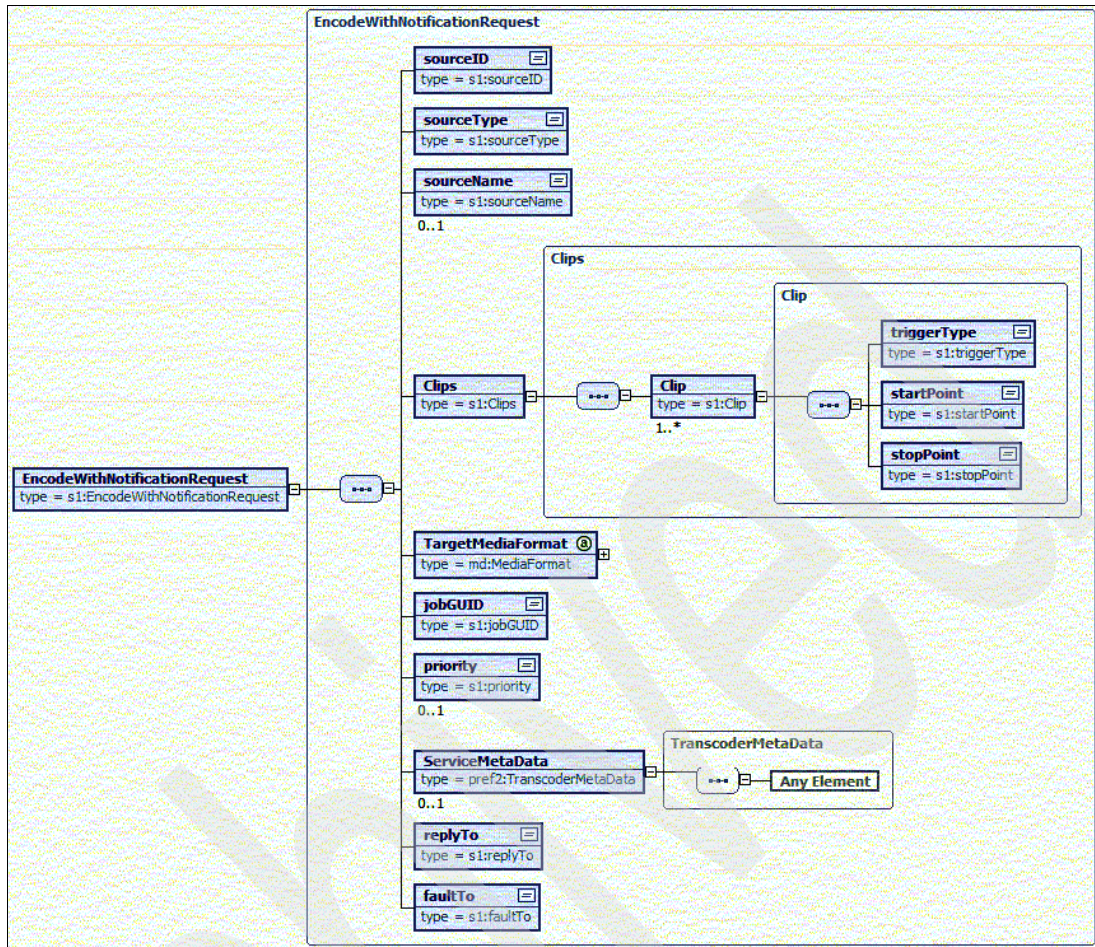 EncodeWithNotificationRequest
sourceID
type = s1:sourceID
sourceType
type = s1:sourceType
sourceName
type = s1:sourceName
0..1
Clips
Clip
triggerType
type = s1:triggerType
Clips
type = s1:Clips
Clip
type = s1:Clip
1..*
startPoint
type = s1:startPoint
stopPoint
type = s1:stopPoint
EncodeWithNotificationRequest
type = s1:EncodeWithNotificationRequest
TargetMediaFormat a
type = md:MediaFormat
jobGUID
type = s1:jobGUID
priority
type = s1:priority
0..1
ServiceMetaData
type = pref2:TranscoderMetaData
0..1
TranscoderMetaData
Any Element
replyTo
type = s1:replyTo
faultTo
type = s1:faultTo